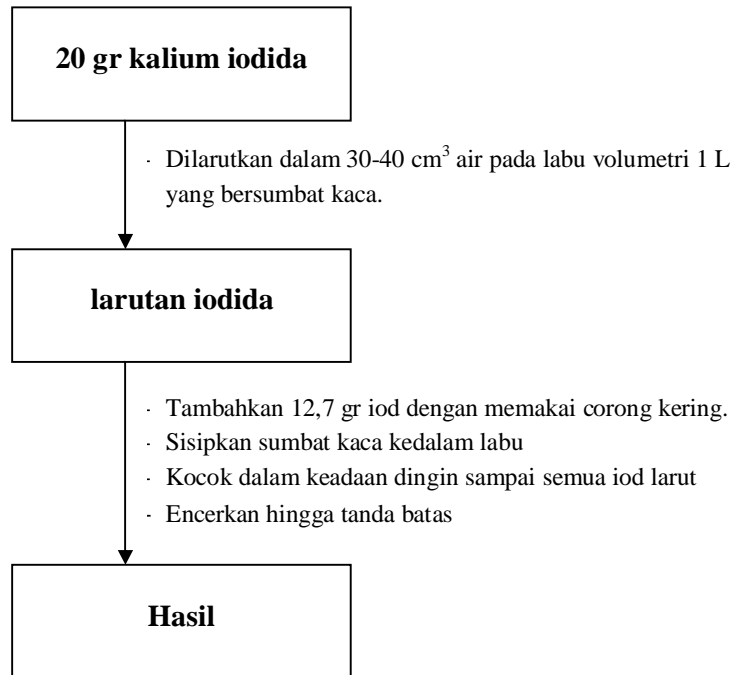 20 gr kalium iodida
· Dilarutkan dalam 30-40 cm³ air pada labu volumetri 1 L
yang bersumbat kaca.
larutan iodida
· Tambahkan 12,7 gr iod dengan memakai corong kering.
· Sisipkan sumbat kaca kedalam labu
· Kocok dalam keadaan dingin sampai semua iod larut
· Encerkan hingga tanda batas
Hasil